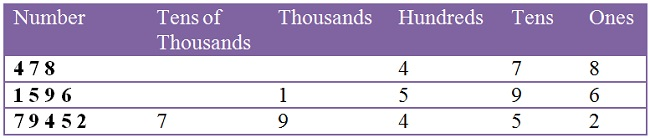 Number Tens of Thousands Thousands Hundreds Tens Ones
4 7 8 4 7 8
1 5 9 6 1 5 9 6
7 9 4 5 2 7 9 4 5 2